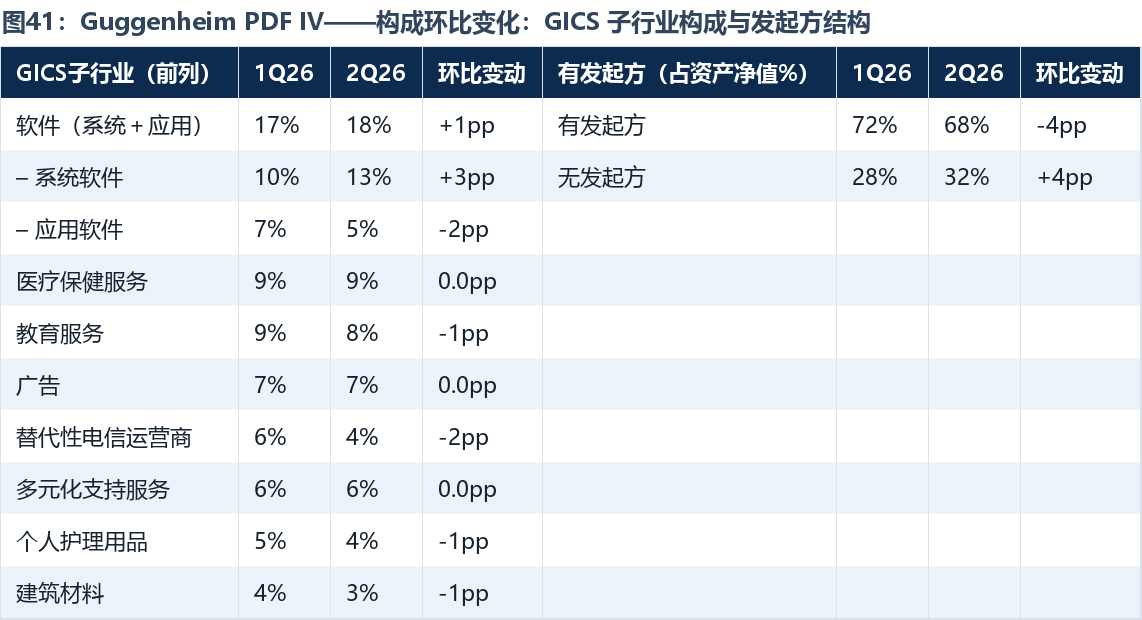 图41：Guggenheim PDF IV——构成环比变化：GICS 子行业构成与发起方结构
GICS子行业（前列） 1Q26 2Q26 环比变动 有发起方（占资产净值%） 1Q26 2Q26 环比变动
软件（系统+应用） 17% 18% +1pp 有发起方 72% 68% -4pp
– 系统软件 10% 13% +3pp 无发起方 28% 32% +4pp
– 应用软件 7% 5% -2pp
医疗保健服务 9% 9% 0.0pp
教育服务 9% 8% -1pp
广告 7% 7% 0.0pp
替代性电信运营商 6% 4% -2pp
多元化支持服务 6% 6% 0.0pp
个人护理用品 5% 4% -1pp
建筑材料 4% 3% -1pp